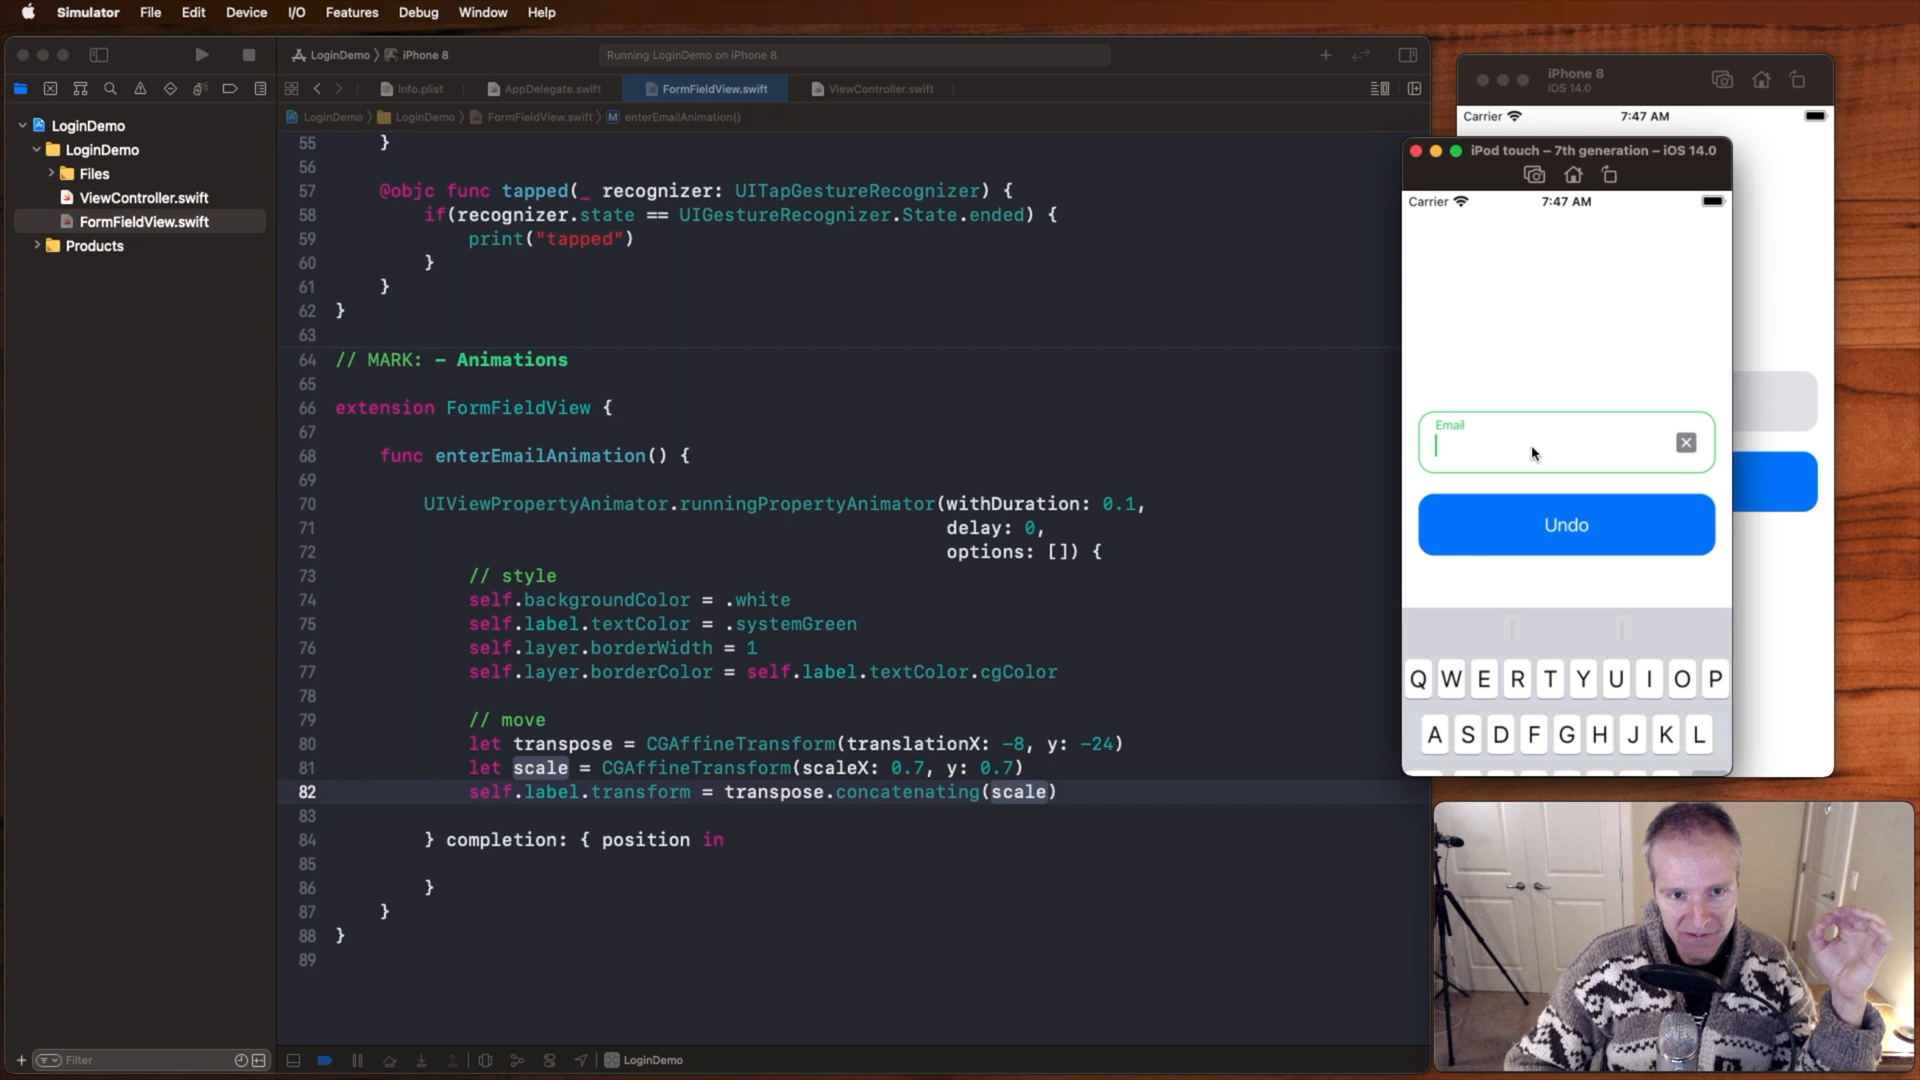 Simulator File Edit Device I/O Features Debug Window Help
LoginDemo iPhone 8
Running LoginDemo on iPhone 8
Info.plist AppDelegate.swift FormFieldView.swift ViewController.swift
LoginDemo LoginDemo FormFieldView.swift M enterEmailAnimation()
LoginDemo
LoginDemo
Files
ViewController.swift
FormFieldView.swift
Products
Filter
55 }
56
57 @objc func tapped(_ recognizer: UITapGestureRecognizer) {
58 if(recognizer.state == UIGestureRecognizer.State.ended) {
59 print("tapped")
60 }
61 }
62 }
63
64 // MARK: - Animations
65
66 extension FormFieldView {
67
68 func enterEmailAnimation() {
69
70 UIViewPropertyAnimator.runningPropertyAnimator(withDuration: 0.1,
71 delay: 0,
72 options: []) {
73 // style
74 self.backgroundColor = .white
75 self.label.textColor = .systemGreen
76 self.layer.borderWidth = 1
77 self.layer.borderColor = self.label.textColor.cgColor
78
79 // move
80 let transpose = CGAffineTransform(translationX: -8, y: -24)
81 let scale = CGAffineTransform(scaleX: 0.7, y: 0.7)
82 self.label.transform = transpose.concatenating(scale)
83
84 } completion: { position in
85
86 }
87 }
88 }
89
LoginDemo
iPhone 8
iOS 14.0
Carrier 7:47 AM
iPod touch – 7th generation – iOS 14.0
Carrier 7:47 AM
Email
Undo
Q W E R T Y U I O P
A S D F G H J K L